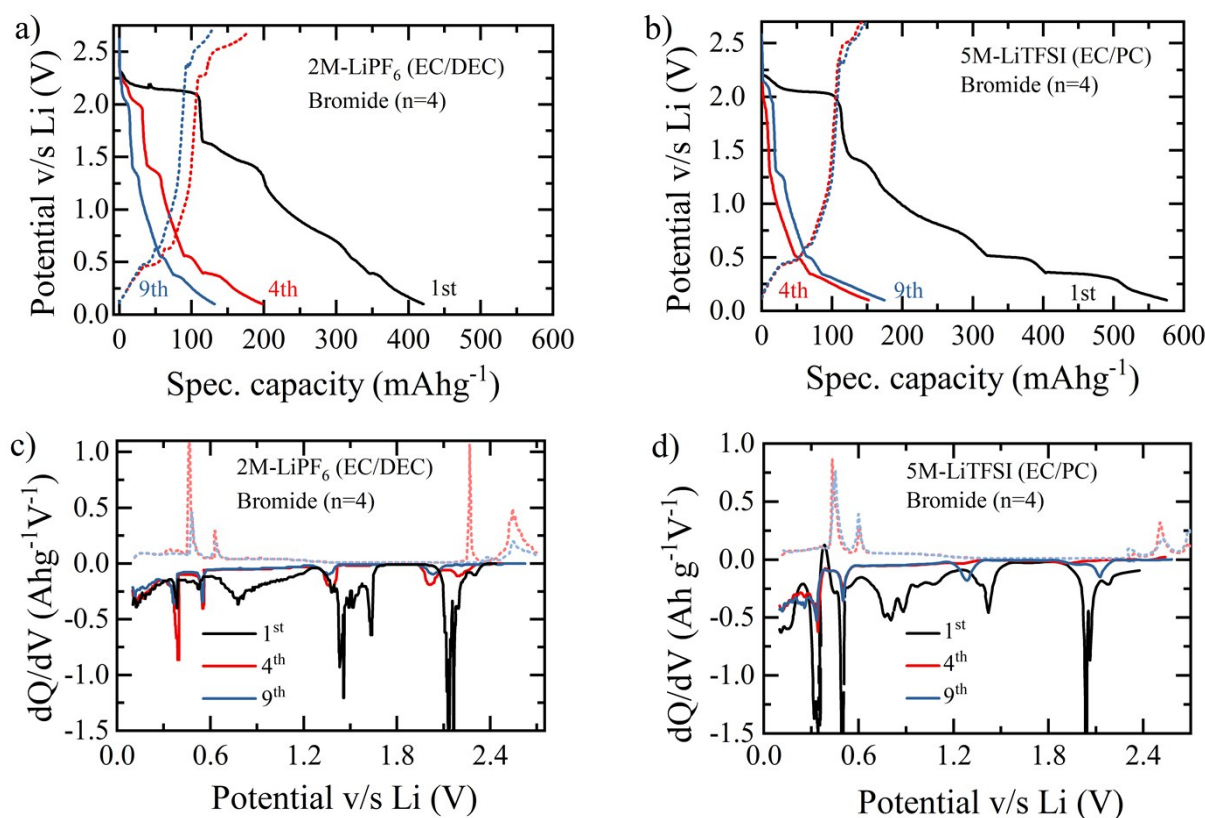 a)
2M-LiPF6 (EC/DEC)
Bromide (n=4)
Potential v/s Li (V)
2.5
2.0
1.5
1.0
0.5
0.0
9th
4th
1st
0 100 200 300 400 500 600
Spec. capacity (mAhg-1)
b)
5M-LiTFSI (EC/PC)
Bromide (n=4)
Potential v/s Li (V)
2.5
2.0
1.5
1.0
0.5
0.0
4th
9th
1st
0 100 200 300 400 500 600
Spec. capacity (mAhg-1)
c)
2M-LiPF6 (EC/DEC)
Bromide (n=4)
dQ/dV (Ahg-1V-1)
1.0
0.5
0.0
-0.5
-1.0
-1.5
1st
4th
9th
0.0 0.6 1.2 1.8 2.4
Potential v/s Li (V)
d)
5M-LiTFSI (EC/PC)
Bromide (n=4)
dQ/dV (Ah g-1V-1)
1.0
0.5
0.0
-0.5
-1.0
-1.5
1st
4th
9th
0.0 0.6 1.2 1.8 2.4
Potential v/s Li (V)